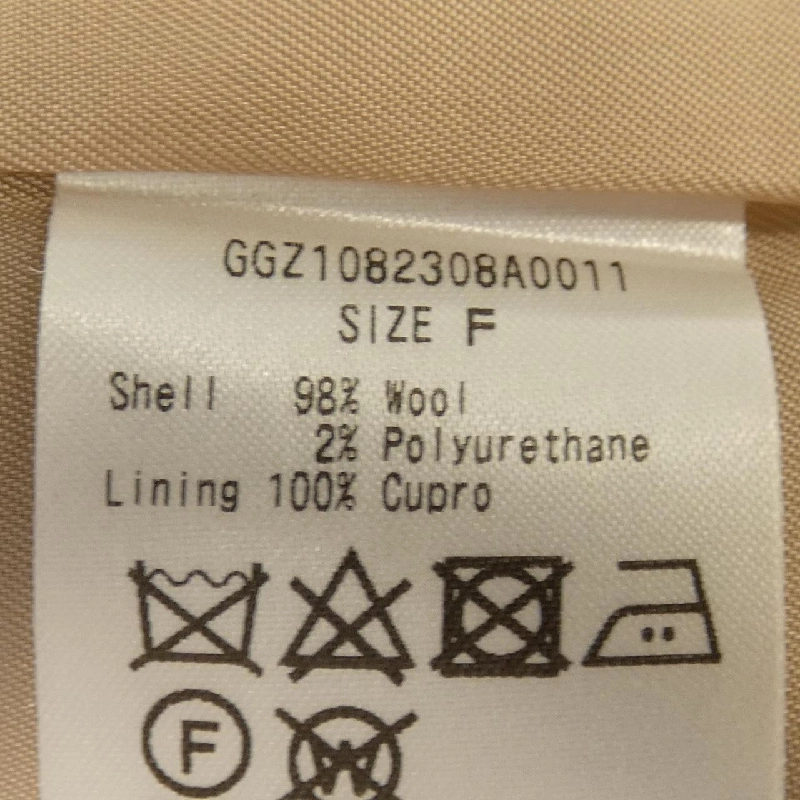 GGZ1082308A0011
SIZE F
Shell 98% Wool
2% Polyurethane
Lining 100% Cupro
F
W